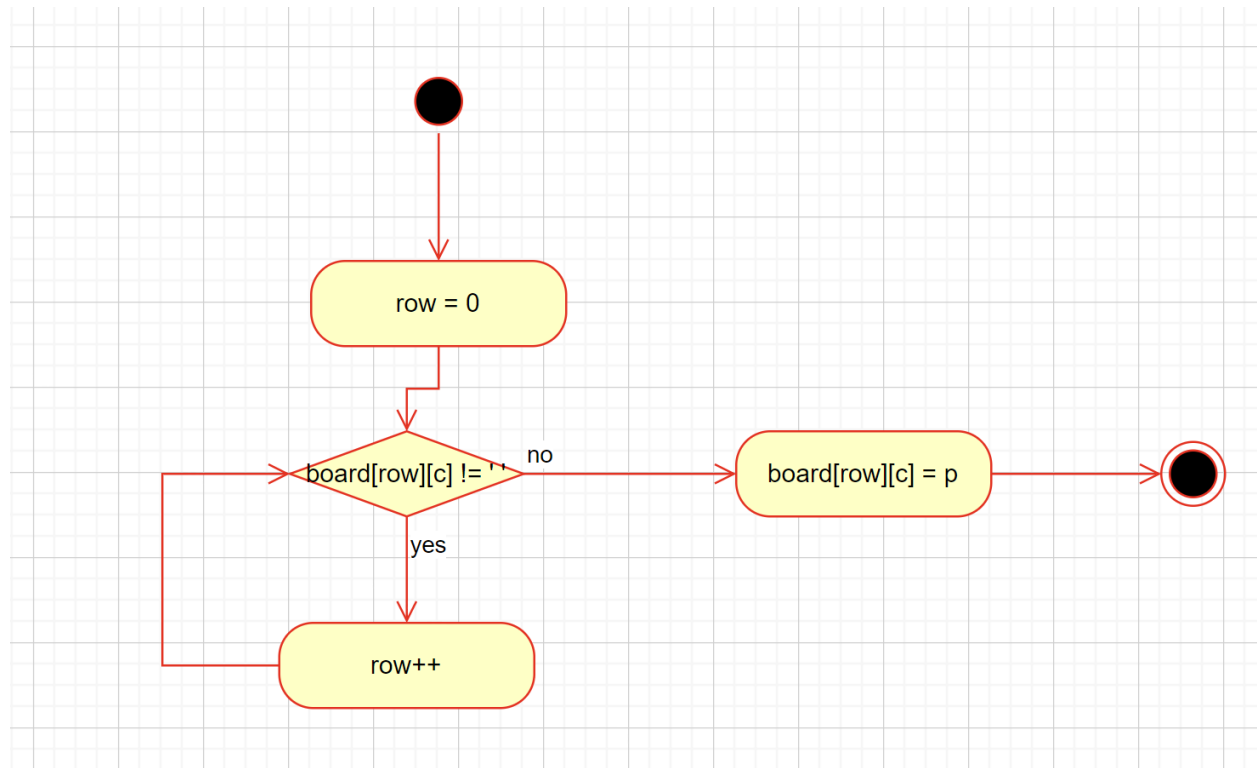 row = 0
board[row][c] != ' '
no
board[row][c] = p
yes
row++